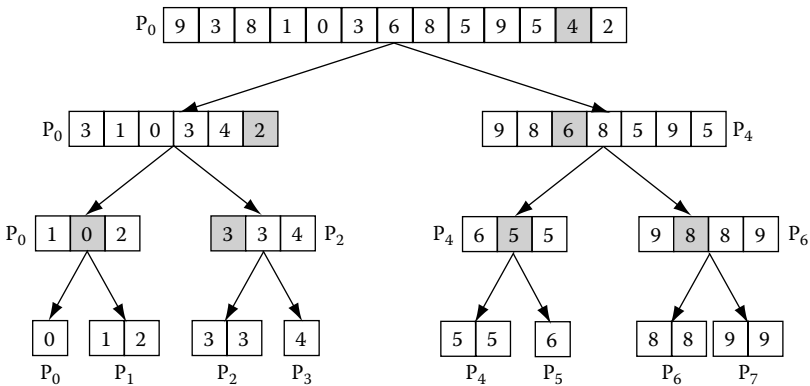 P₀ 9 3 8 1 0 3 6 8 5 9 5 4 2
P₀ 3 1 0 3 4 2
9 8 6 8 5 9 5 P₄
P₀ 1 0 2
3 3 4 P₂
P₄ 6 5 5
9 8 8 9 P₆
0
1 2
3 3
4
5 5
6
8 8
9 9
P₀
P₁
P₂
P₃
P₄
P₅
P₆
P₇